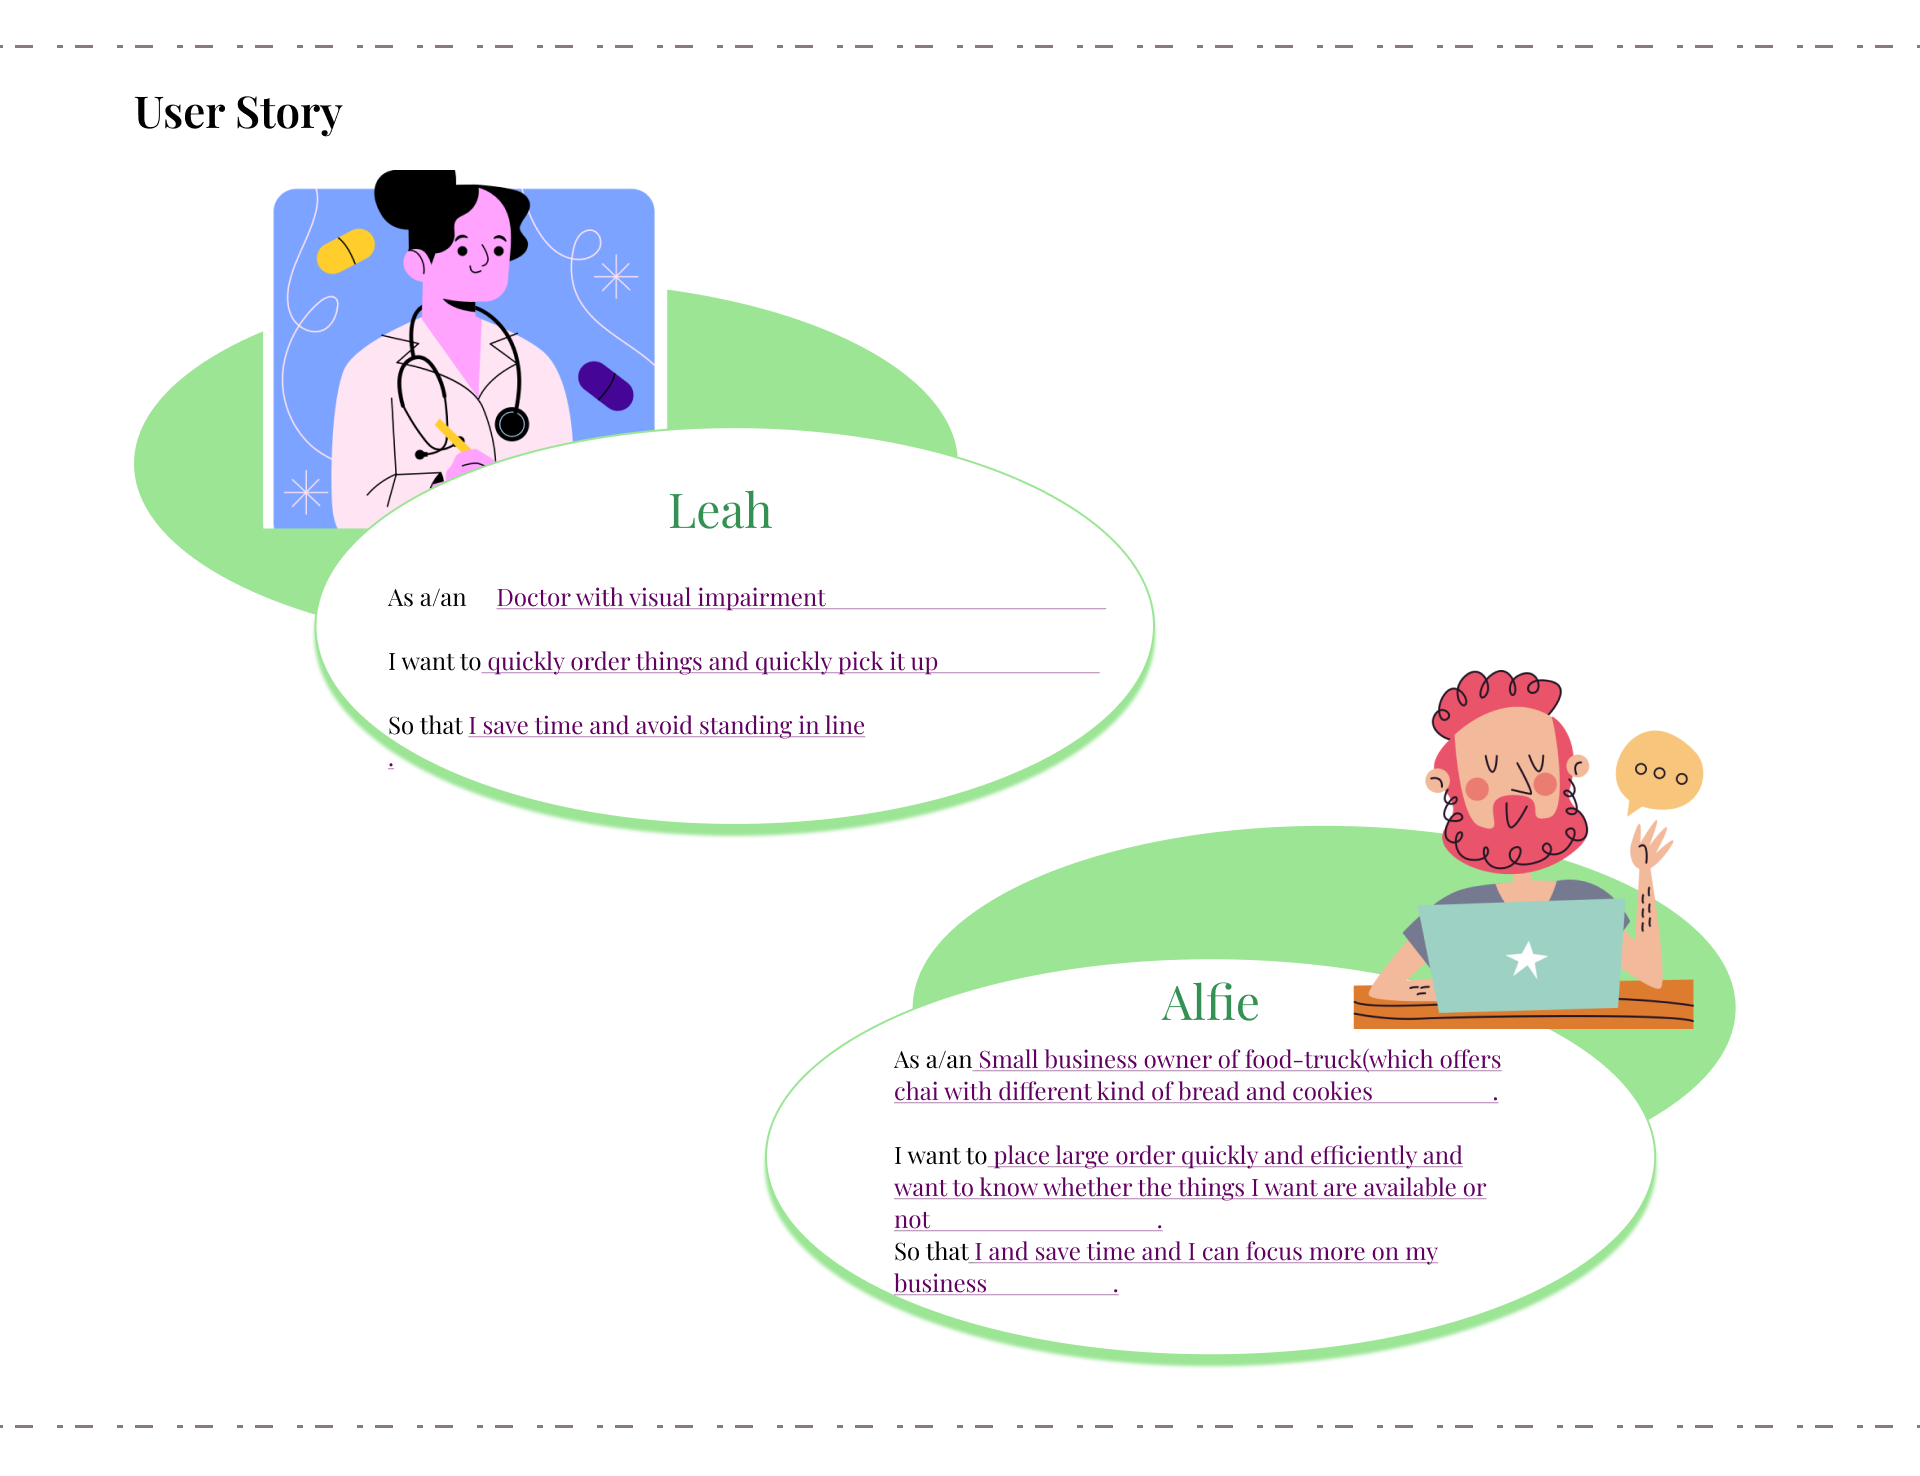 User Story
Leah
As a/an Doctor with visual impairment
I want to quickly order things and quickly pick it up
So that I save time and avoid standing in line
.
Alfie
As a/an Small business owner of food-truck(which offers
chai with different kind of bread and cookies .
I want to place large order quickly and efficiently and
want to know whether the things I want are available or
not .
So that I and save time and I can focus more on my
business .